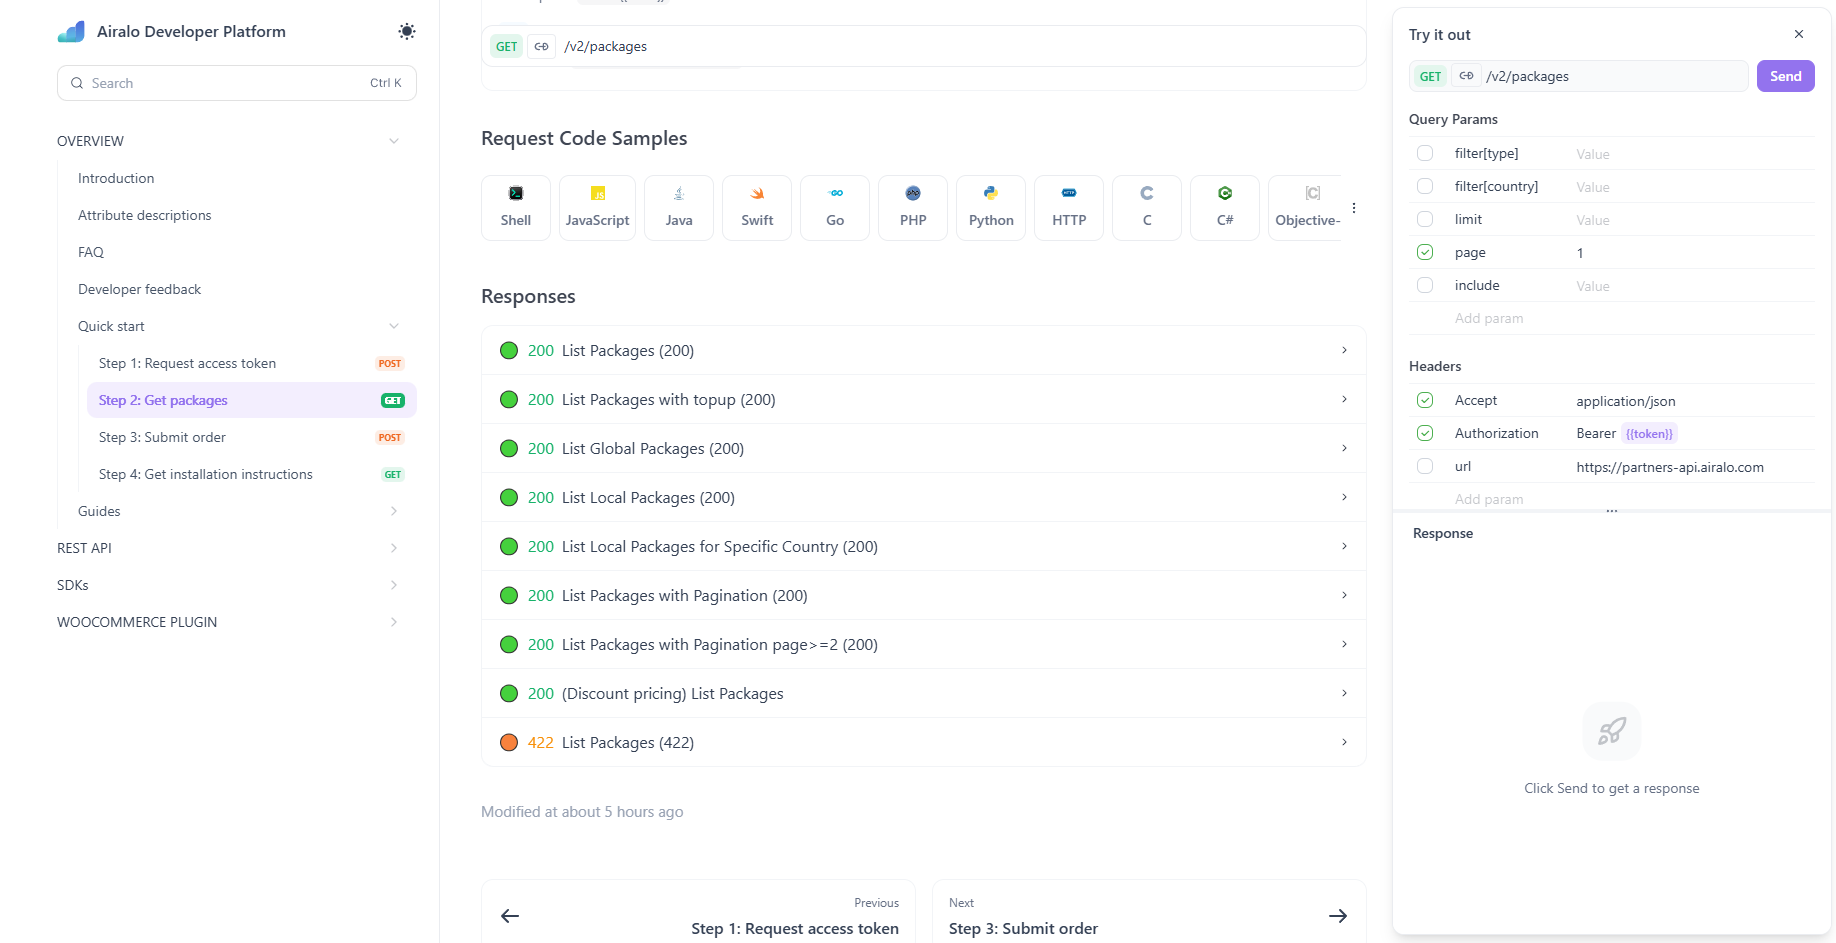 Airalo Developer Platform
Search
Ctrl K
OVERVIEW
Introduction
Attribute descriptions
FAQ
Developer feedback
Quick start
Step 1: Request access token
POST
Step 2: Get packages
GET
Step 3: Submit order
POST
Step 4: Get installation instructions
GET
Guides
REST API
SDKs
WOOCOMMERCE PLUGIN
GET
/v2/packages
Request Code Samples
Shell
JavaScript
Java
Swift
Go
PHP
Python
HTTP
C
C#
Objective-
Responses
200 List Packages (200)
200 List Packages with topup (200)
200 List Global Packages (200)
200 List Local Packages (200)
200 List Local Packages for Specific Country (200)
200 List Packages with Pagination (200)
200 List Packages with Pagination page>=2 (200)
200 (Discount pricing) List Packages
422 List Packages (422)
Modified at about 5 hours ago
Previous
Step 1: Request access token
Next
Step 3: Submit order
Try it out
GET
/v2/packages
Send
Query Params
filter[type] Value
filter[country] Value
limit Value
page 1
include Value
Add param
Headers
Accept application/json
Authorization Bearer {{token}}
url https://partners-api.airalo.com
Add param
Response
Click Send to get a response